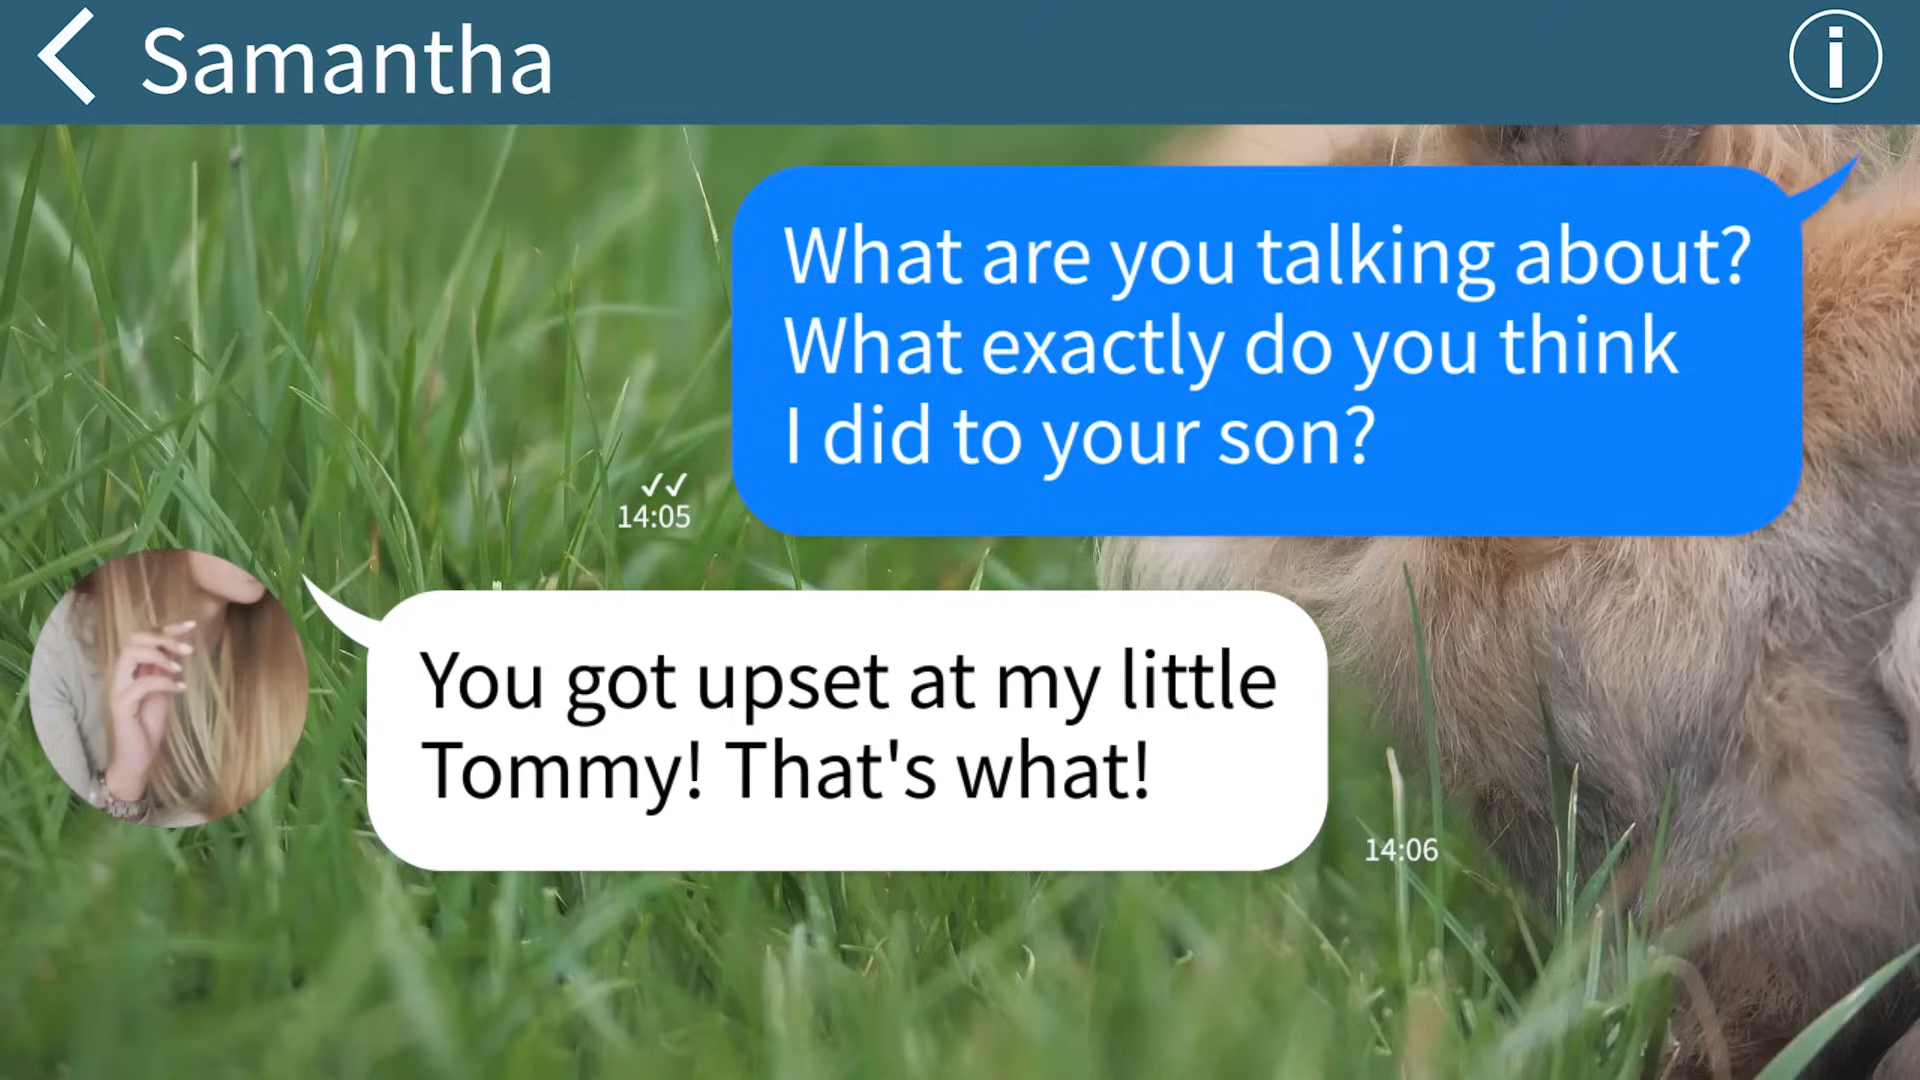 Samantha
What are you talking about?
What exactly do you think
I did to your son?
14:05
You got upset at my little
Tommy! That's what!
14:06